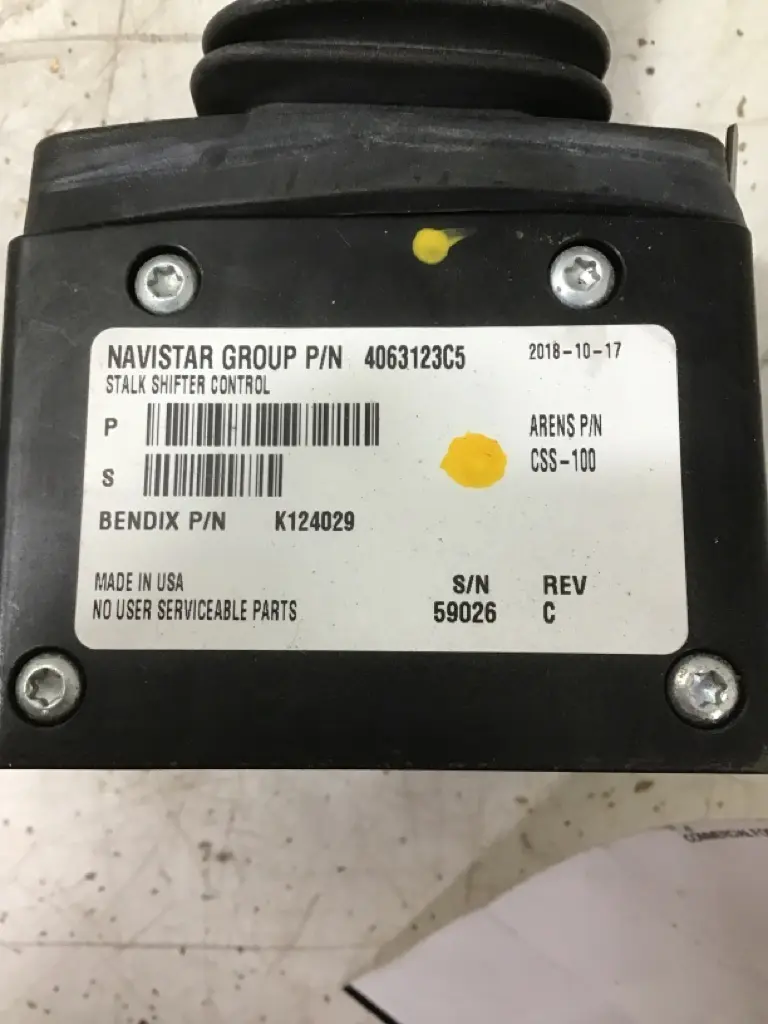 NAVISTAR GROUP P/N 4063123C5 2018-10-17
STALK SHIFTER CONTROL
P
ARENS P/N
CSS-100
S
BENDIX P/N K124029
MADE IN USA
NO USER SERVICEABLE PARTS
S/N REV
59026 C